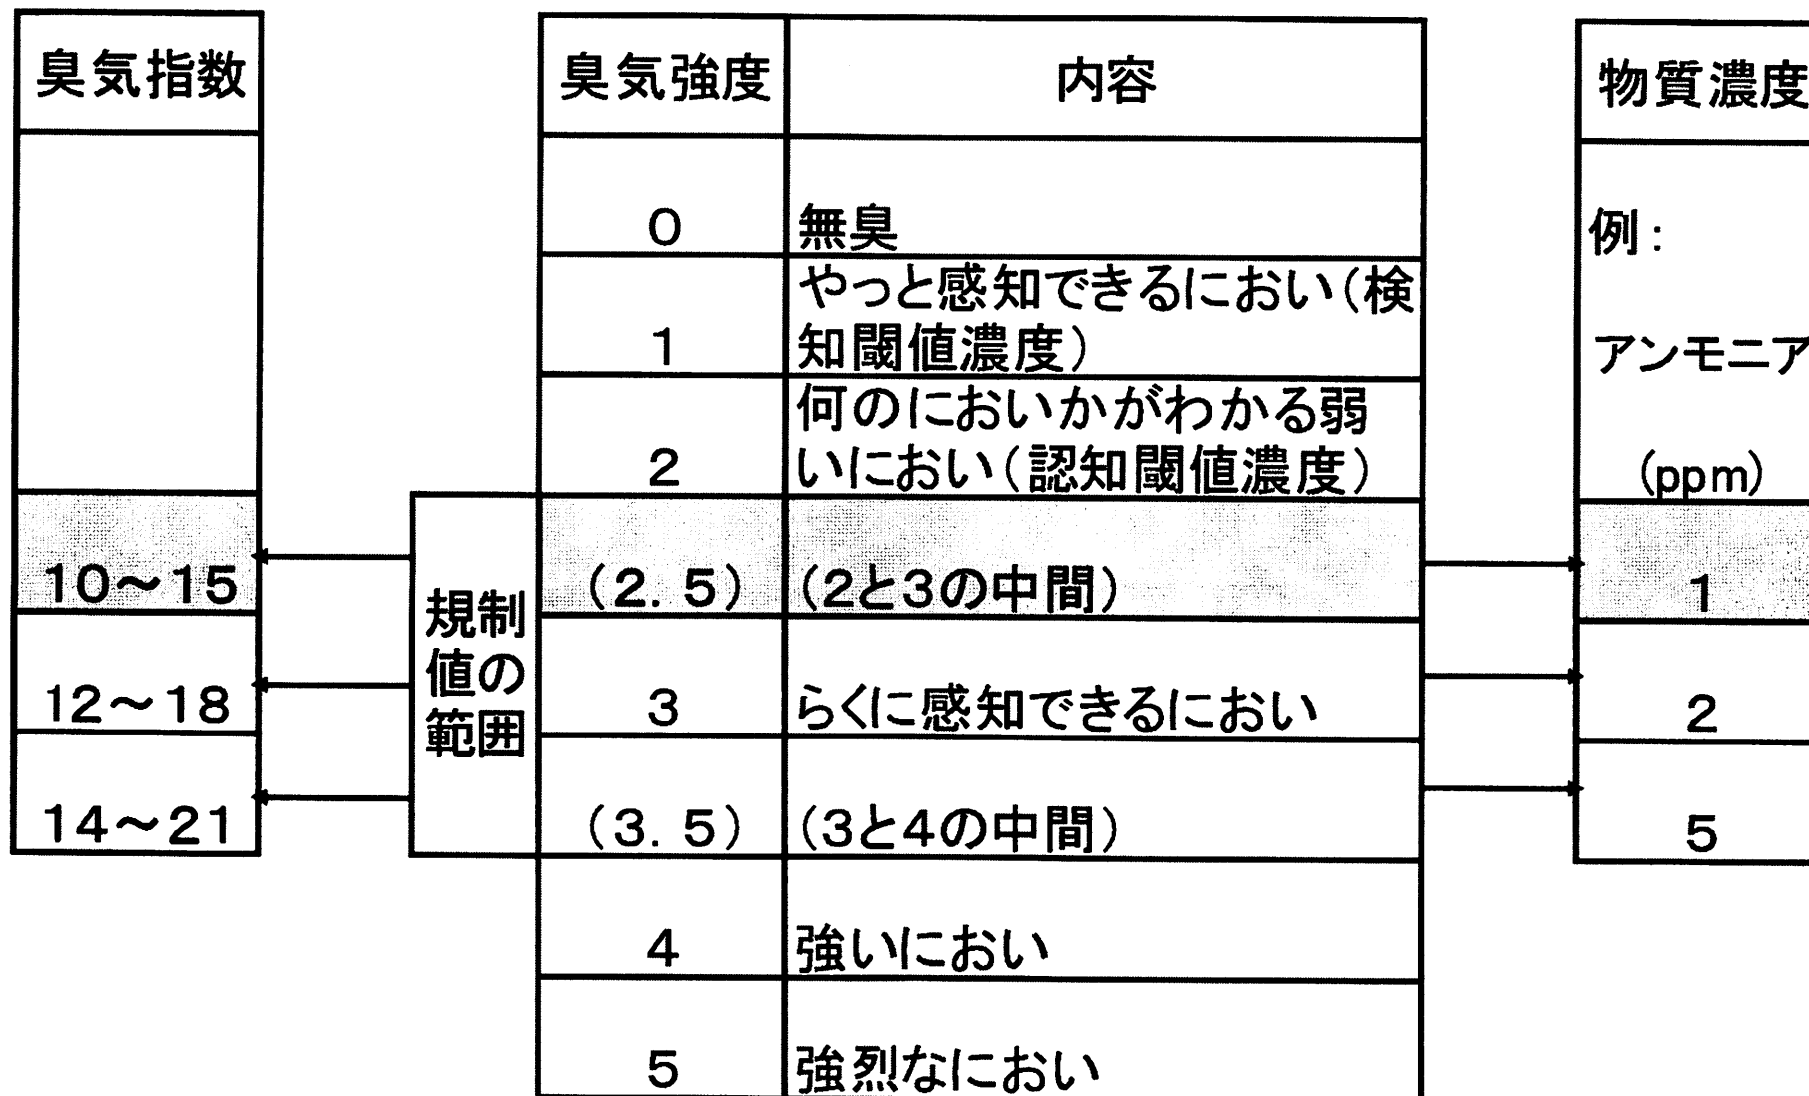 臭気指数
10～15
12～18
14～21
規制
値の
範囲
臭気強度 内容
0 無臭
やっと感知できるにおい（検
1 知閾値濃度）
何のにおいかがわかる弱
2 いにおい（認知閾値濃度）
（2．5） （2と3の中間）
3 らくに感知できるにおい
（3．5） （3と4の中間）
4 強いにおい
5 強烈なにおい
物質濃度
例：
アンモニア
（ppm）
1
2
5